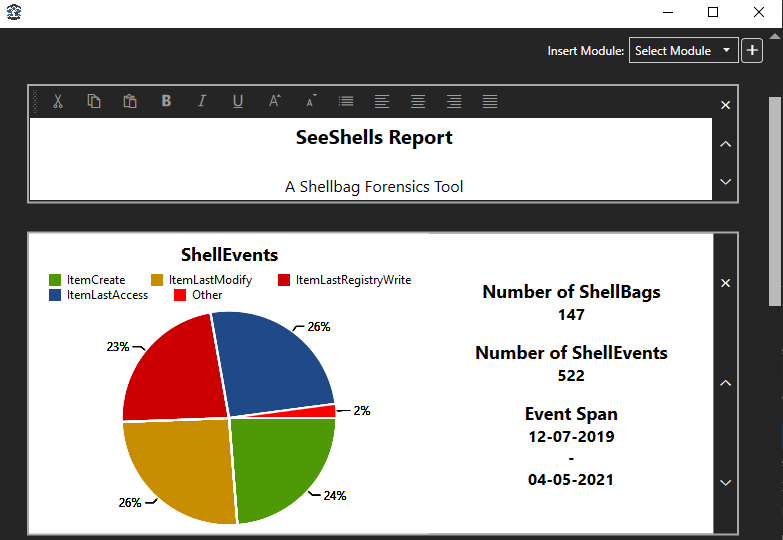 Insert Module: Select Module
B I U A A
SeeShells Report
A Shellbag Forensics Tool
ShellEvents
ItemCreate ItemLastModify ItemLastRegistryWrite
ItemLastAccess Other
26%
23%
2%
26%
24%
Number of ShellBags
147
Number of ShellEvents
522
Event Span
12-07-2019
-
04-05-2021